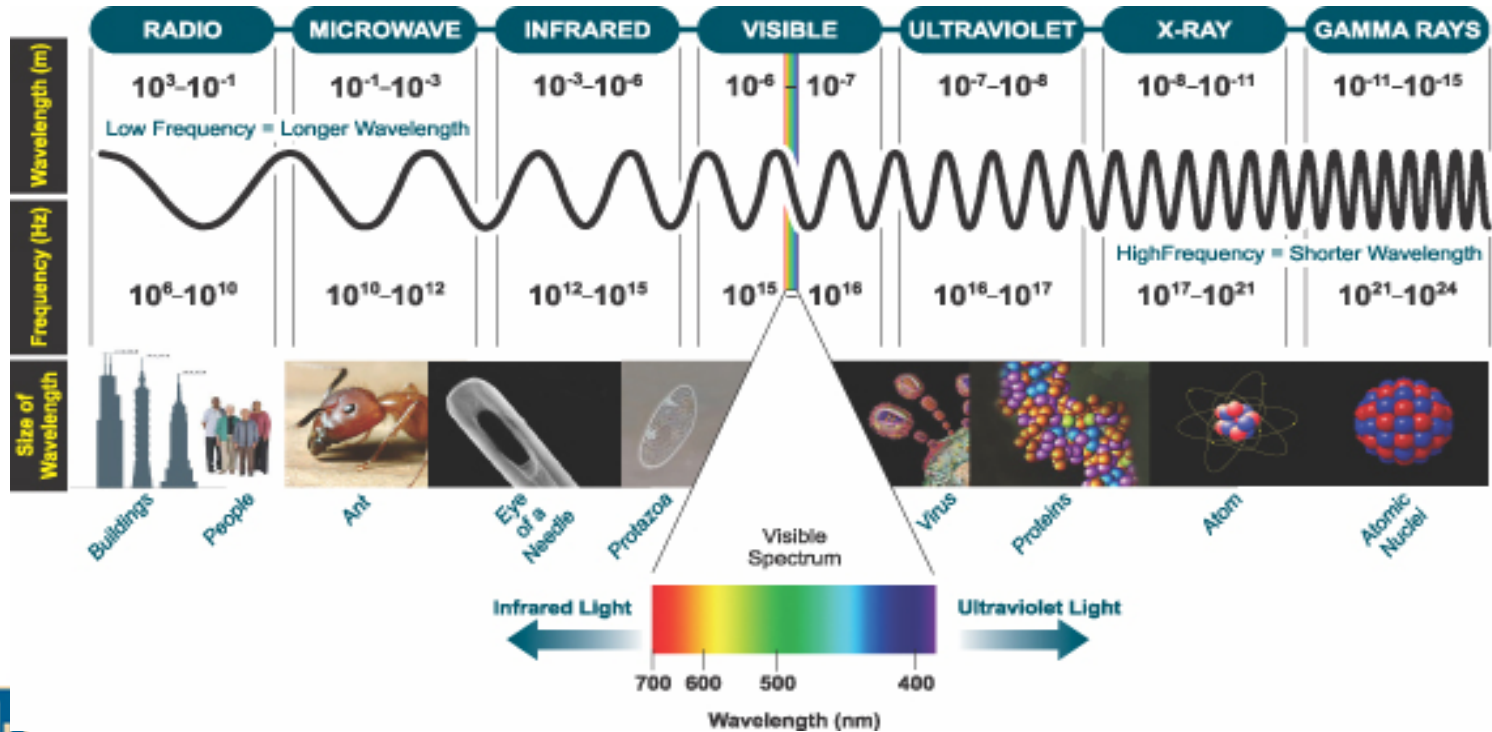 RADIO MICROWAVE INFRARED VISIBLE ULTRAVIOLET X-RAY GAMMA RAYS
Wavelength (m)
10³–10⁻¹ 10⁻¹–10⁻³ 10⁻³–10⁻⁶ 10⁻⁶ – 10⁻⁷ 10⁻⁷–10⁻⁸ 10⁻⁸–10⁻¹¹ 10⁻¹¹–10⁻¹⁵
Low Frequency = Longer Wavelength
HighFrequency = Shorter Wavelength
Frequency (Hz)
10⁶–10¹⁰ 10¹⁰–10¹² 10¹²–10¹⁵ 10¹⁵ – 10¹⁶ 10¹⁶–10¹⁷ 10¹⁷–10²¹ 10²¹–10²⁴
Size of
Wavelength
Buildings
People
Ant
Eye
of a
Needle
Protazoa
Virus
Proteins
Atom
Atomic
Nuclei
Visible
Spectrum
Infrared Light
Ultraviolet Light
700 600 500 400
Wavelength (nm)